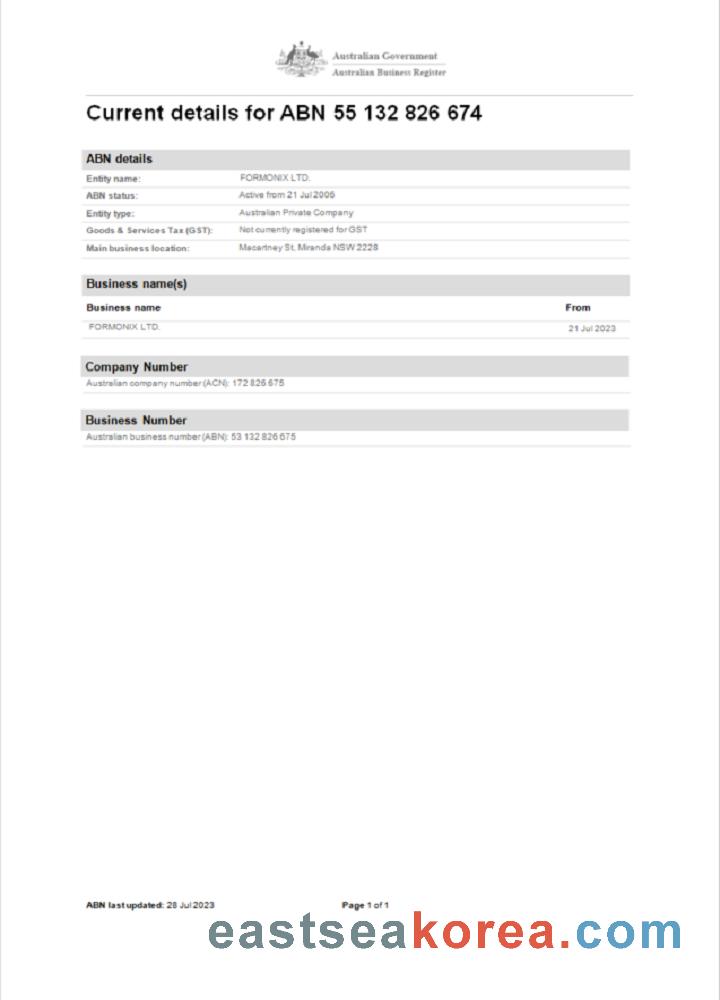 Australian Government
Australian Business Register
Current details for ABN 55 132 826 674
ABN details
Entity name: FORMONIX LTD.
ABN status: Active from 21 Jul 2006
Entity type: Australian Private Company
Goods & Services Tax (GST): Not currently registered for GST
Main business location: Macartney St, Miranda NSW 2228
Business name(s)
Business name From
FORMONIX LTD. 21 Jul 2023
Company Number
Australian company number (ACN): 172 826 675
Business Number
Australian business number (ABN): 53 132 826 675
ABN last updated: 28 Jul 2023 Page 1 of 1
eastseakorea.com